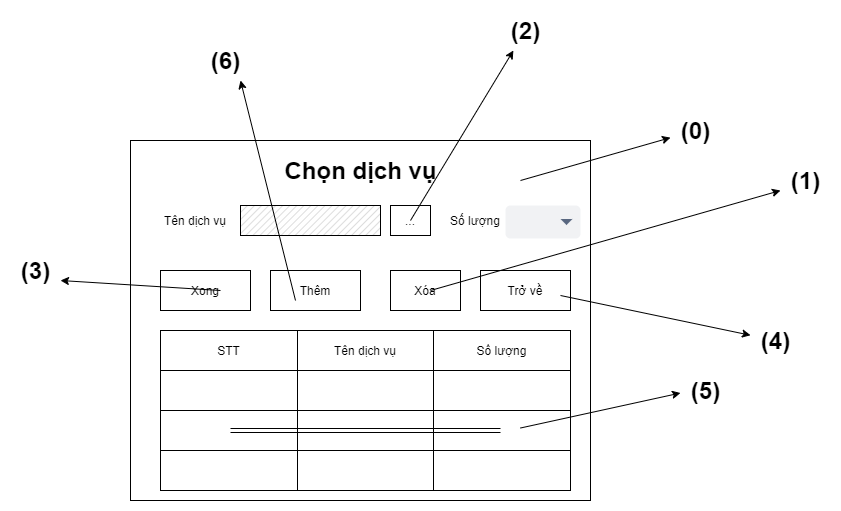 (2)
(6)
(0)
Chọn dịch vụ
(1)
Tên dịch vụ ... Số lượng
(3)
Xong Thêm Xóa Trở về
(4)
STT Tên dịch vụ Số lượng
(5)